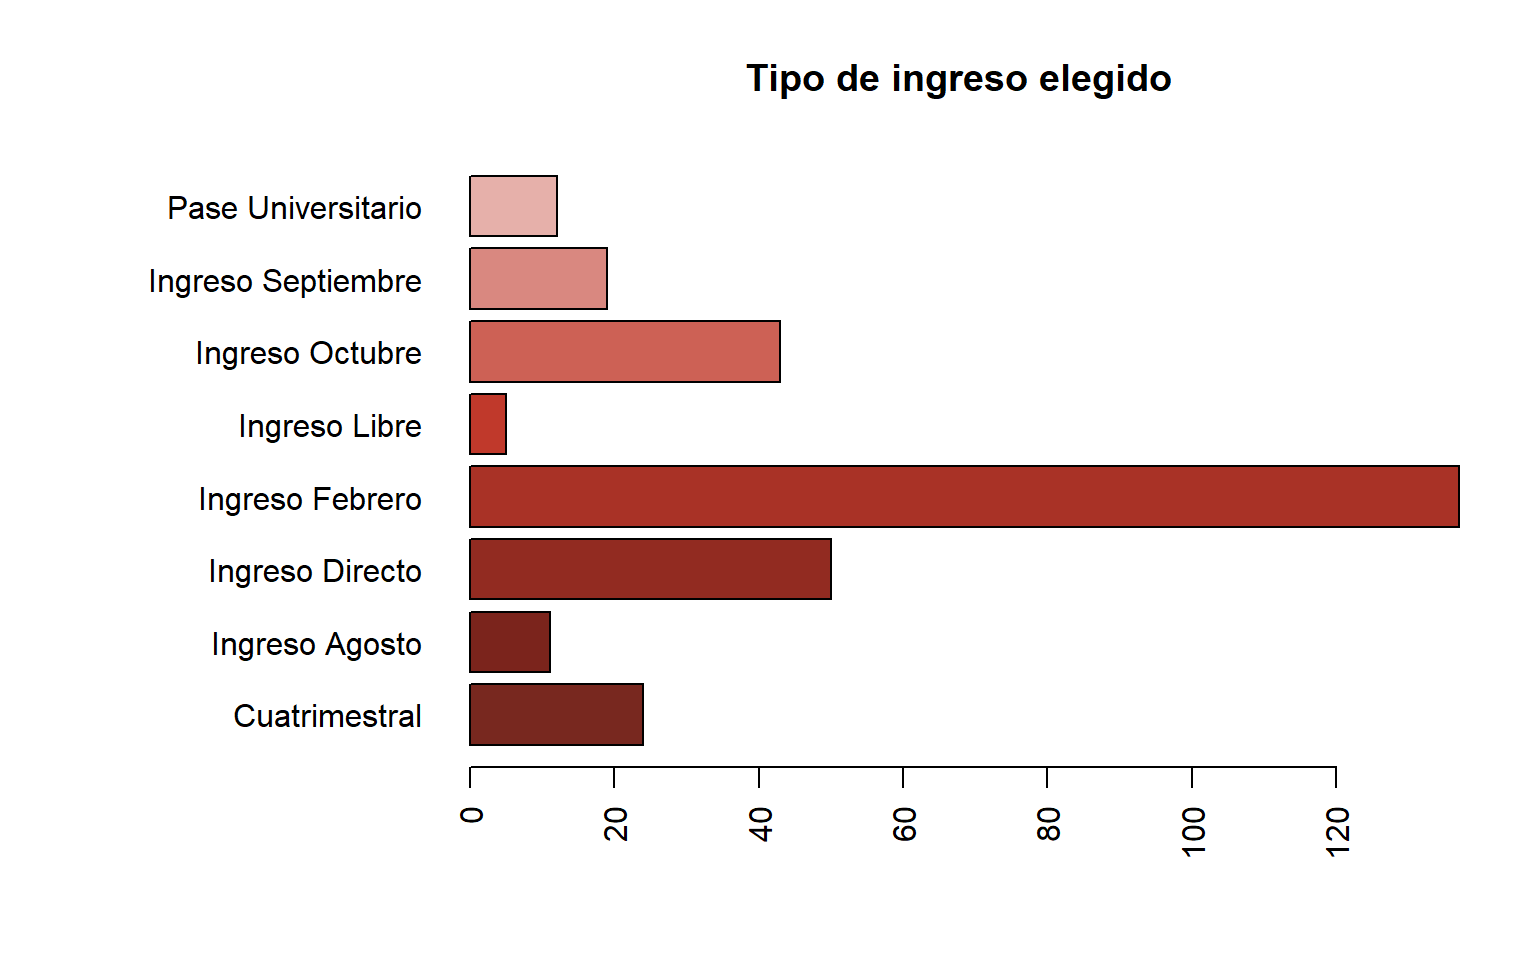 Tipo de ingreso elegido
Pase Universitario
Ingreso Septiembre
Ingreso Octubre
Ingreso Libre
Ingreso Febrero
Ingreso Directo
Ingreso Agosto
Cuatrimestral
0 20 40 60 80 100 120